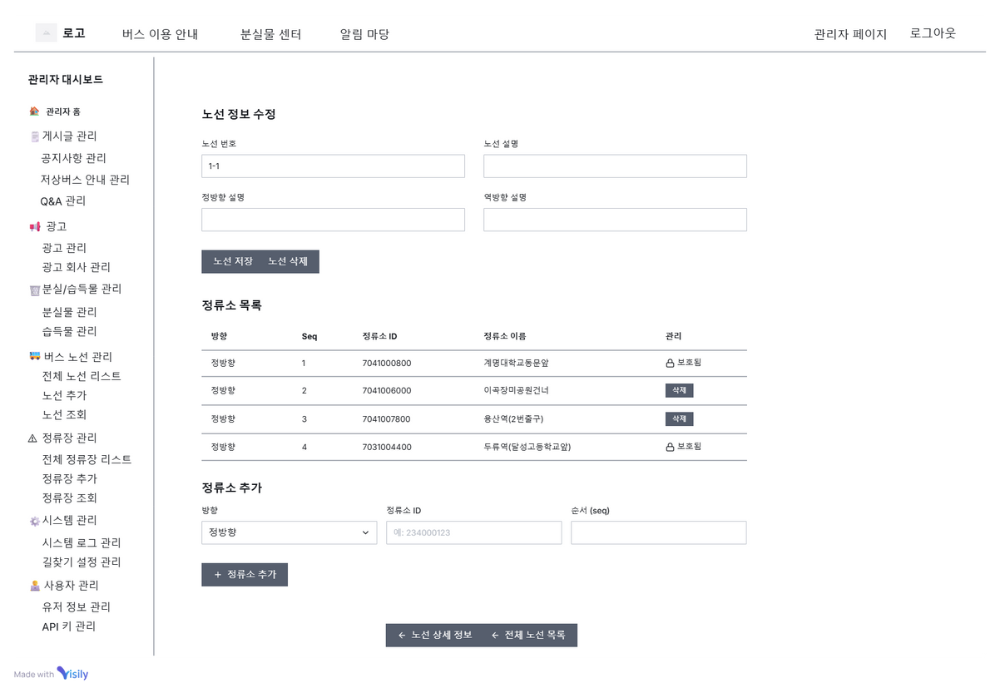 로고 버스 이용 안내 분실물 센터 알림 마당 관리자 페이지 로그아웃
관리자 대시보드
관리자 홈
게시글 관리
공지사항 관리
저상버스 안내 관리
Q&A 관리
광고
광고 관리
광고 회사 관리
분실/습득물 관리
분실물 관리
습득물 관리
버스 노선 관리
전체 노선 리스트
노선 추가
노선 조회
정류장 관리
전체 정류장 리스트
정류장 추가
정류장 조회
시스템 관리
시스템 로그 관리
길찾기 설정 관리
사용자 관리
유저 정보 관리
API 키 관리
노선 정보 수정
노선 번호 노선 설명
1-1
정방향 설명 역방향 설명
노선 저장 노선 삭제
정류소 목록
방향 Seq 정류소 ID 정류소 이름 관리
정방향 1 7041000800 계명대학교동문앞 보호됨
정방향 2 7041006000 이곡장미공원건너 삭제
정방향 3 7041007800 용산역(2번출구) 삭제
정방향 4 7031004400 두류역(달성고등학교앞) 보호됨
정류소 추가
방향 정류소 ID 순서 (seq)
정방향 예: 234000123
+ 정류소 추가
← 노선 상세 정보 ← 전체 노선 목록
Made with Visily